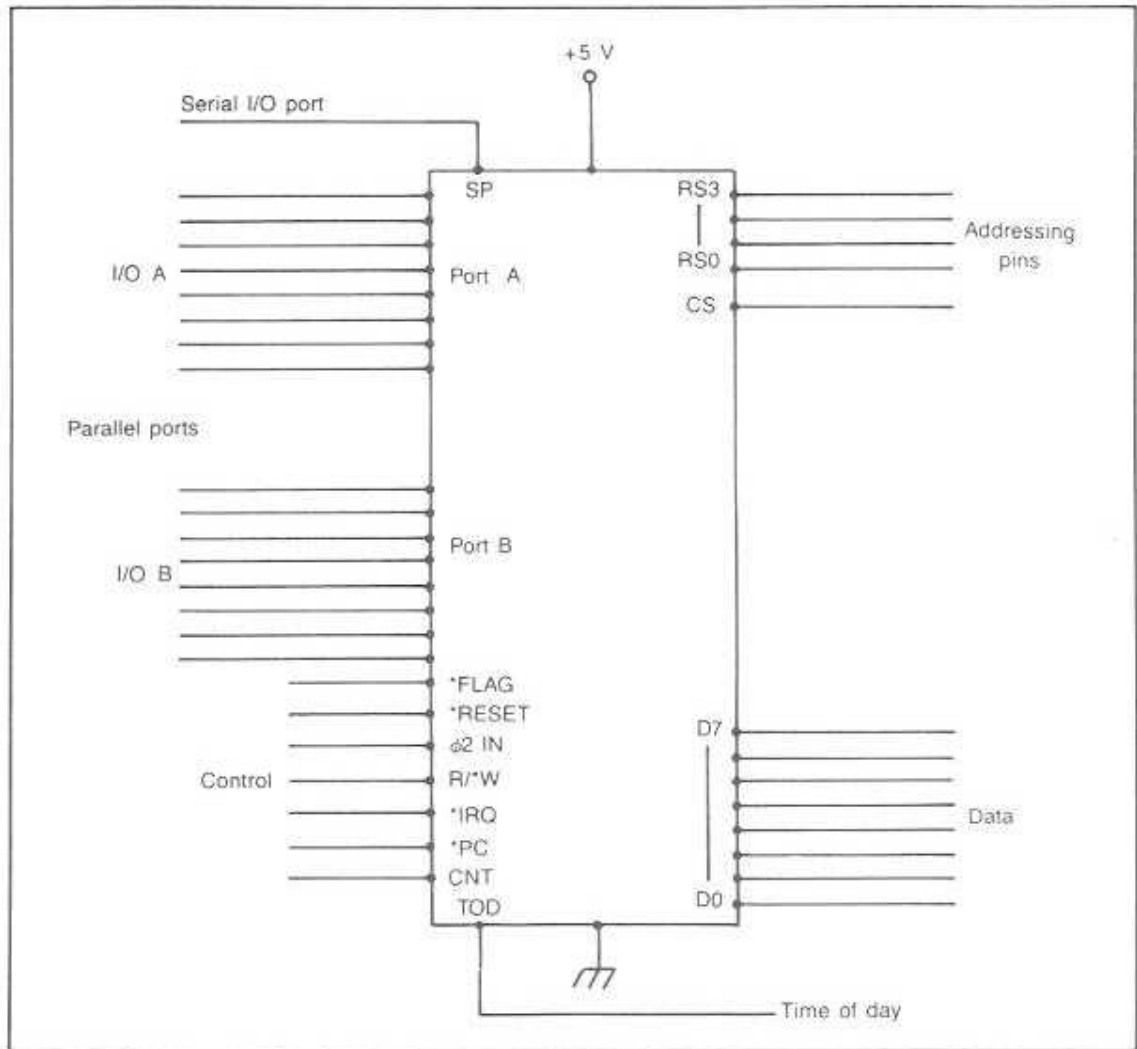 +5 V
Serial I/O port
SP
RS3
RS0
Addressing
pins
I/O A
Port A
CS
Parallel ports
Port B
I/O B
*FLAG
*RESET
D7
ϕ2 IN
R/*W
Control
*IRQ
Data
*PC
CNT
D0
TOD
Time of day